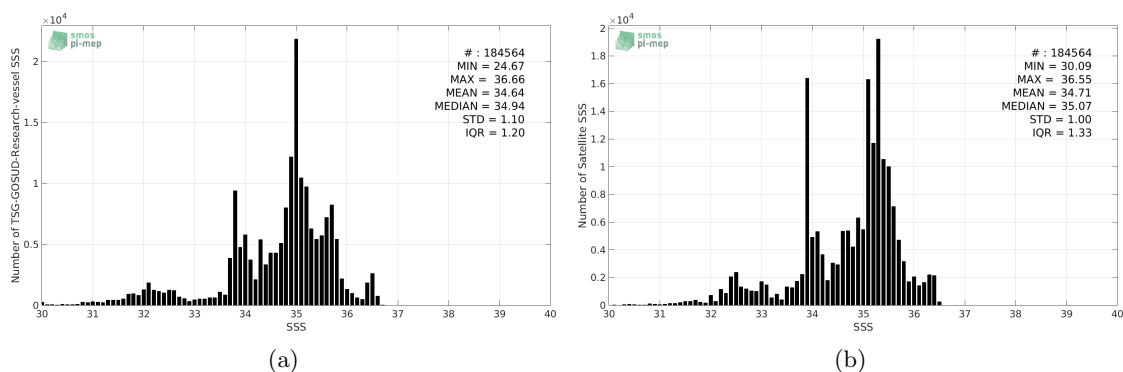 ×10⁴
smos
pi-mep
# : 184564
MIN = 24.67
MAX = 36.66
MEAN = 34.64
MEDIAN = 34.94
STD = 1.10
IQR = 1.20
Number of TSG-GOSUD-Research-vessel SSS
2
1.5
1
0.5
0
30 31 32 33 34 35 36 37 38 39 40
SSS
(a)
×10⁴
smos
pi-mep
# : 184564
MIN = 30.09
MAX = 36.55
MEAN = 34.71
MEDIAN = 35.07
STD = 1.00
IQR = 1.33
Number of Satellite SSS
2
1.8
1.6
1.4
1.2
1
0.8
0.6
0.4
0.2
0
30 31 32 33 34 35 36 37 38 39 40
SSS
(b)